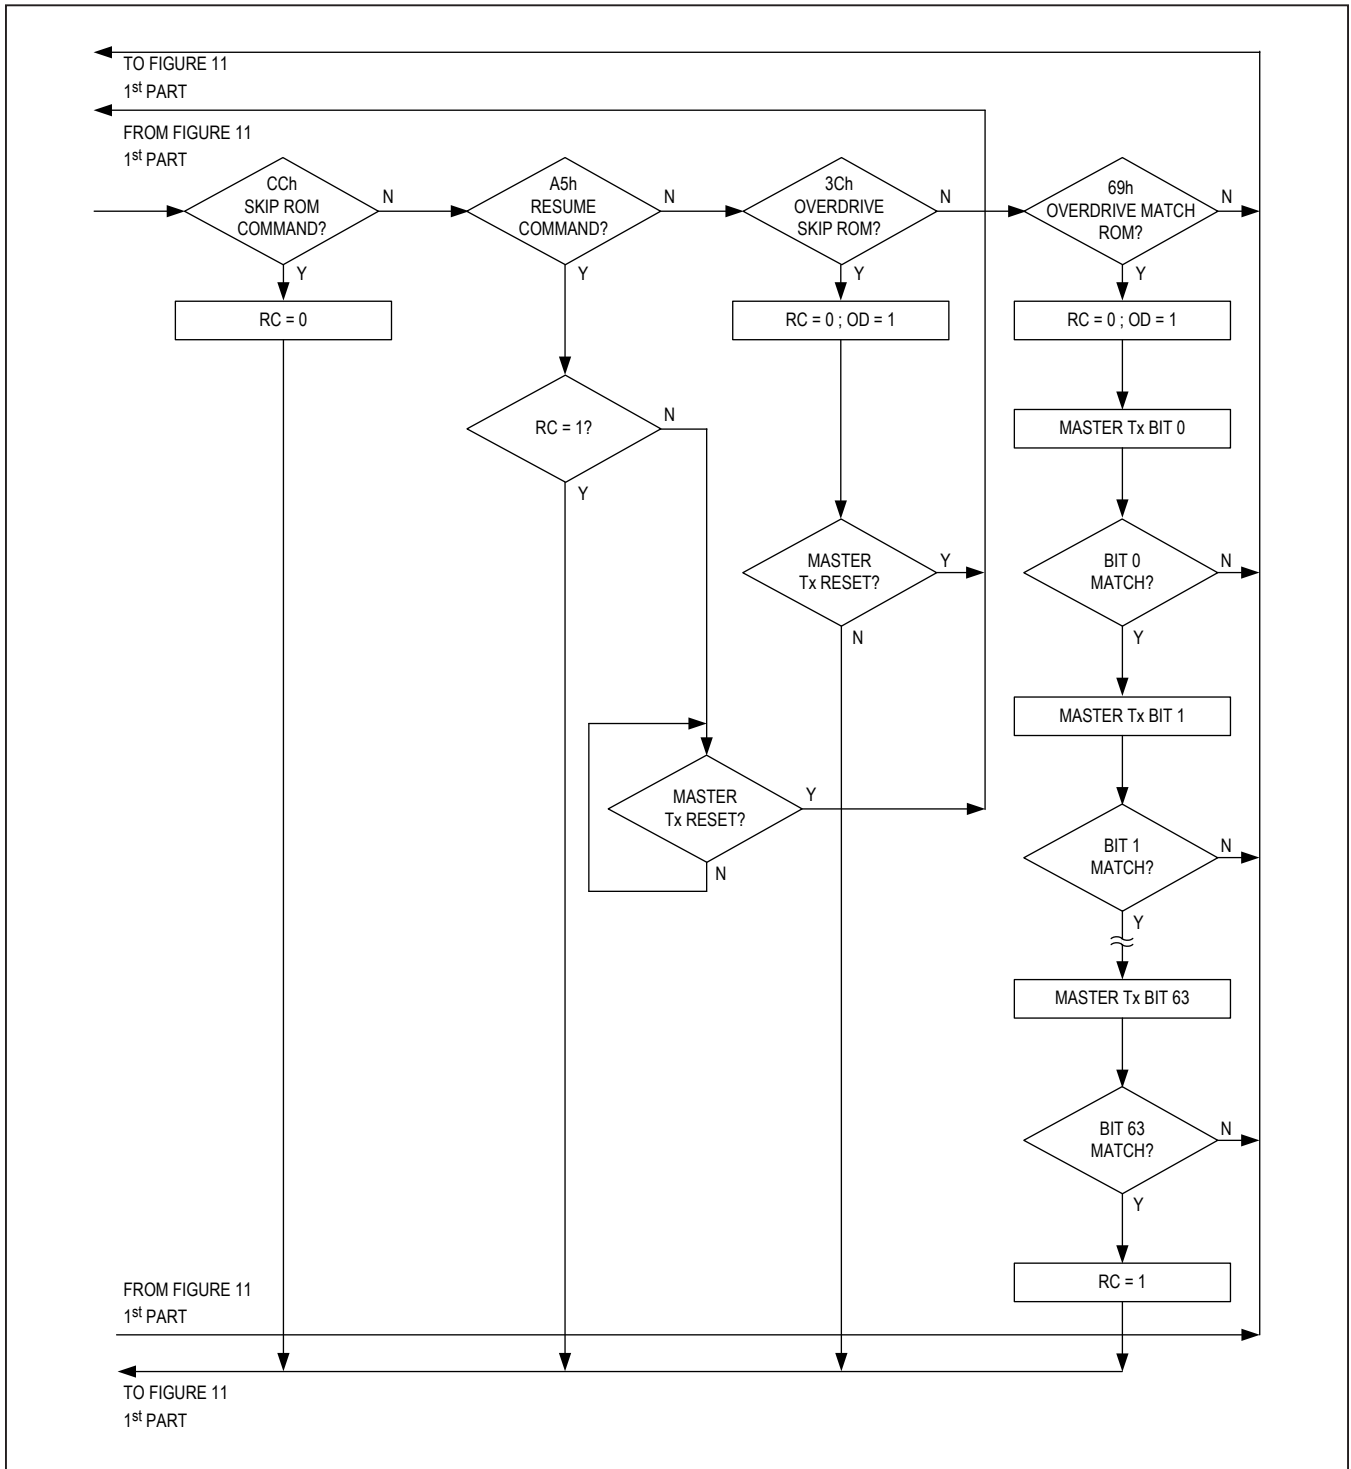 TO FIGURE 11
1st PART
FROM FIGURE 11
1st PART
CCh
SKIP ROM
COMMAND?
N
Y
RC = 0
A5h
RESUME
COMMAND?
N
Y
RC = 1?
N
Y
MASTER
Tx RESET?
Y
N
3Ch
OVERDRIVE
SKIP ROM?
N
Y
RC = 0 ; OD = 1
MASTER
Tx RESET?
Y
N
69h
OVERDRIVE MATCH
ROM?
N
Y
RC = 0 ; OD = 1
MASTER Tx BIT 0
BIT 0
MATCH?
N
Y
MASTER Tx BIT 1
BIT 1
MATCH?
N
Y
MASTER Tx BIT 63
BIT 63
MATCH?
N
Y
RC = 1
FROM FIGURE 11
1st PART
TO FIGURE 11
1st PART